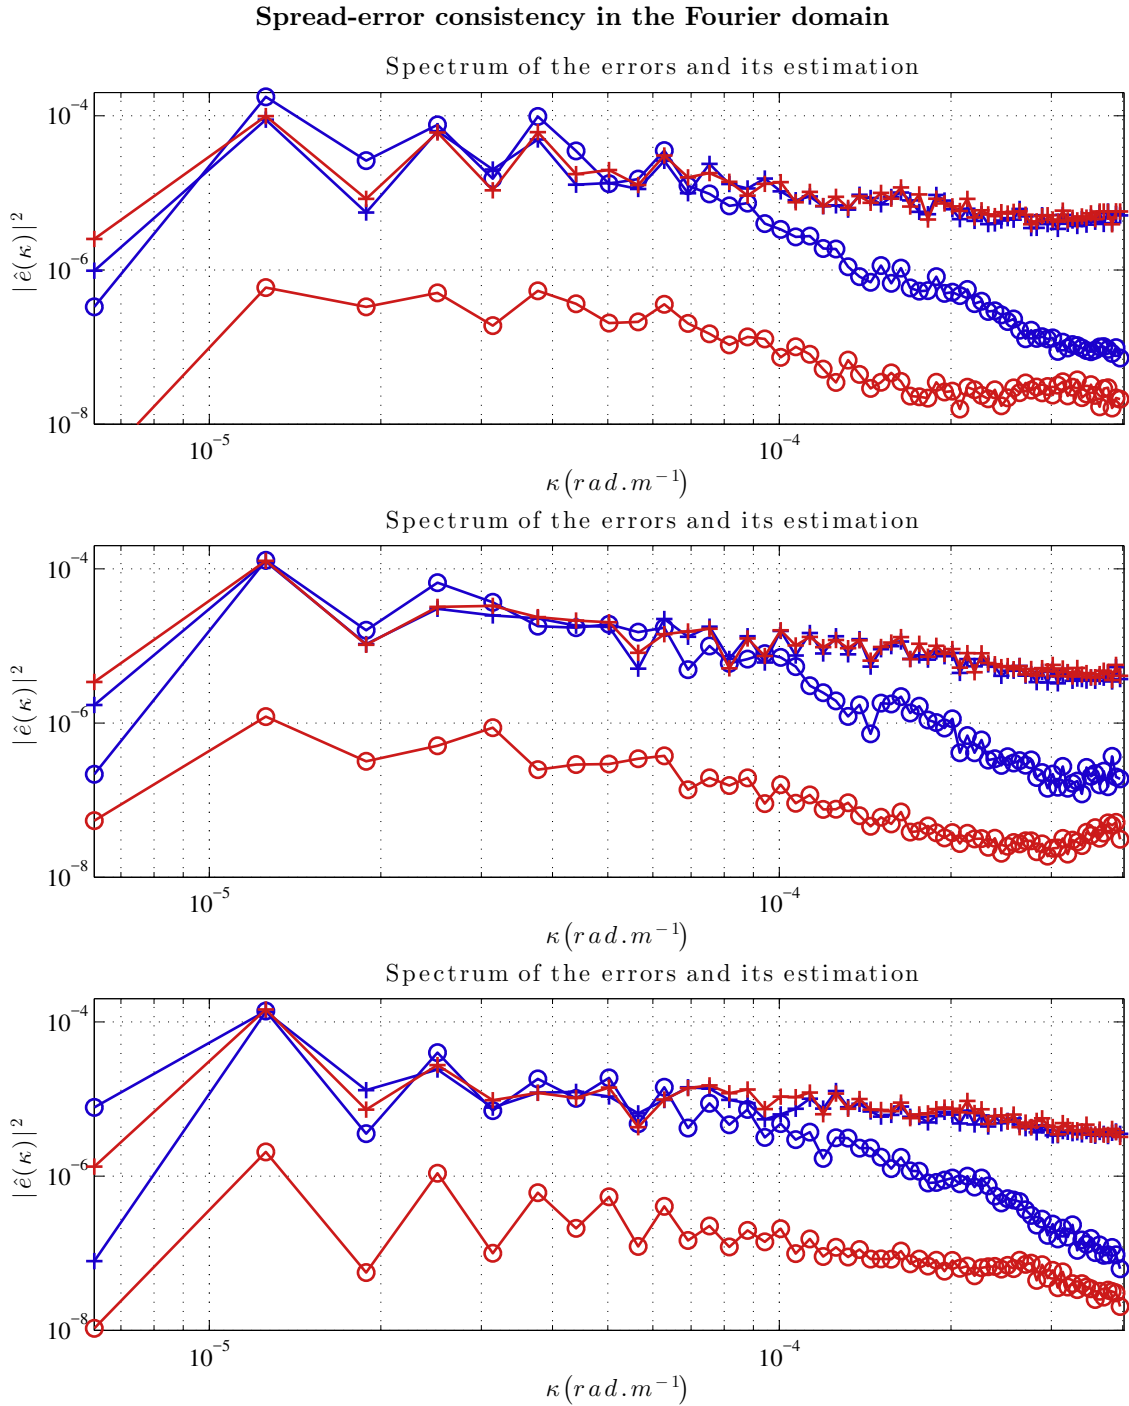 Spread-error consistency in the Fourier domain
Spectrum of the errors and its estimation
10⁻⁴
10⁻⁶
10⁻⁸
|ê(κ)|²
10⁻⁵
10⁻⁴
κ(rad.m⁻¹)
Spectrum of the errors and its estimation
10⁻⁴
10⁻⁶
10⁻⁸
|ê(κ)|²
10⁻⁵
10⁻⁴
κ(rad.m⁻¹)
Spectrum of the errors and its estimation
10⁻⁴
10⁻⁶
10⁻⁸
|ê(κ)|²
10⁻⁵
10⁻⁴
κ(rad.m⁻¹)